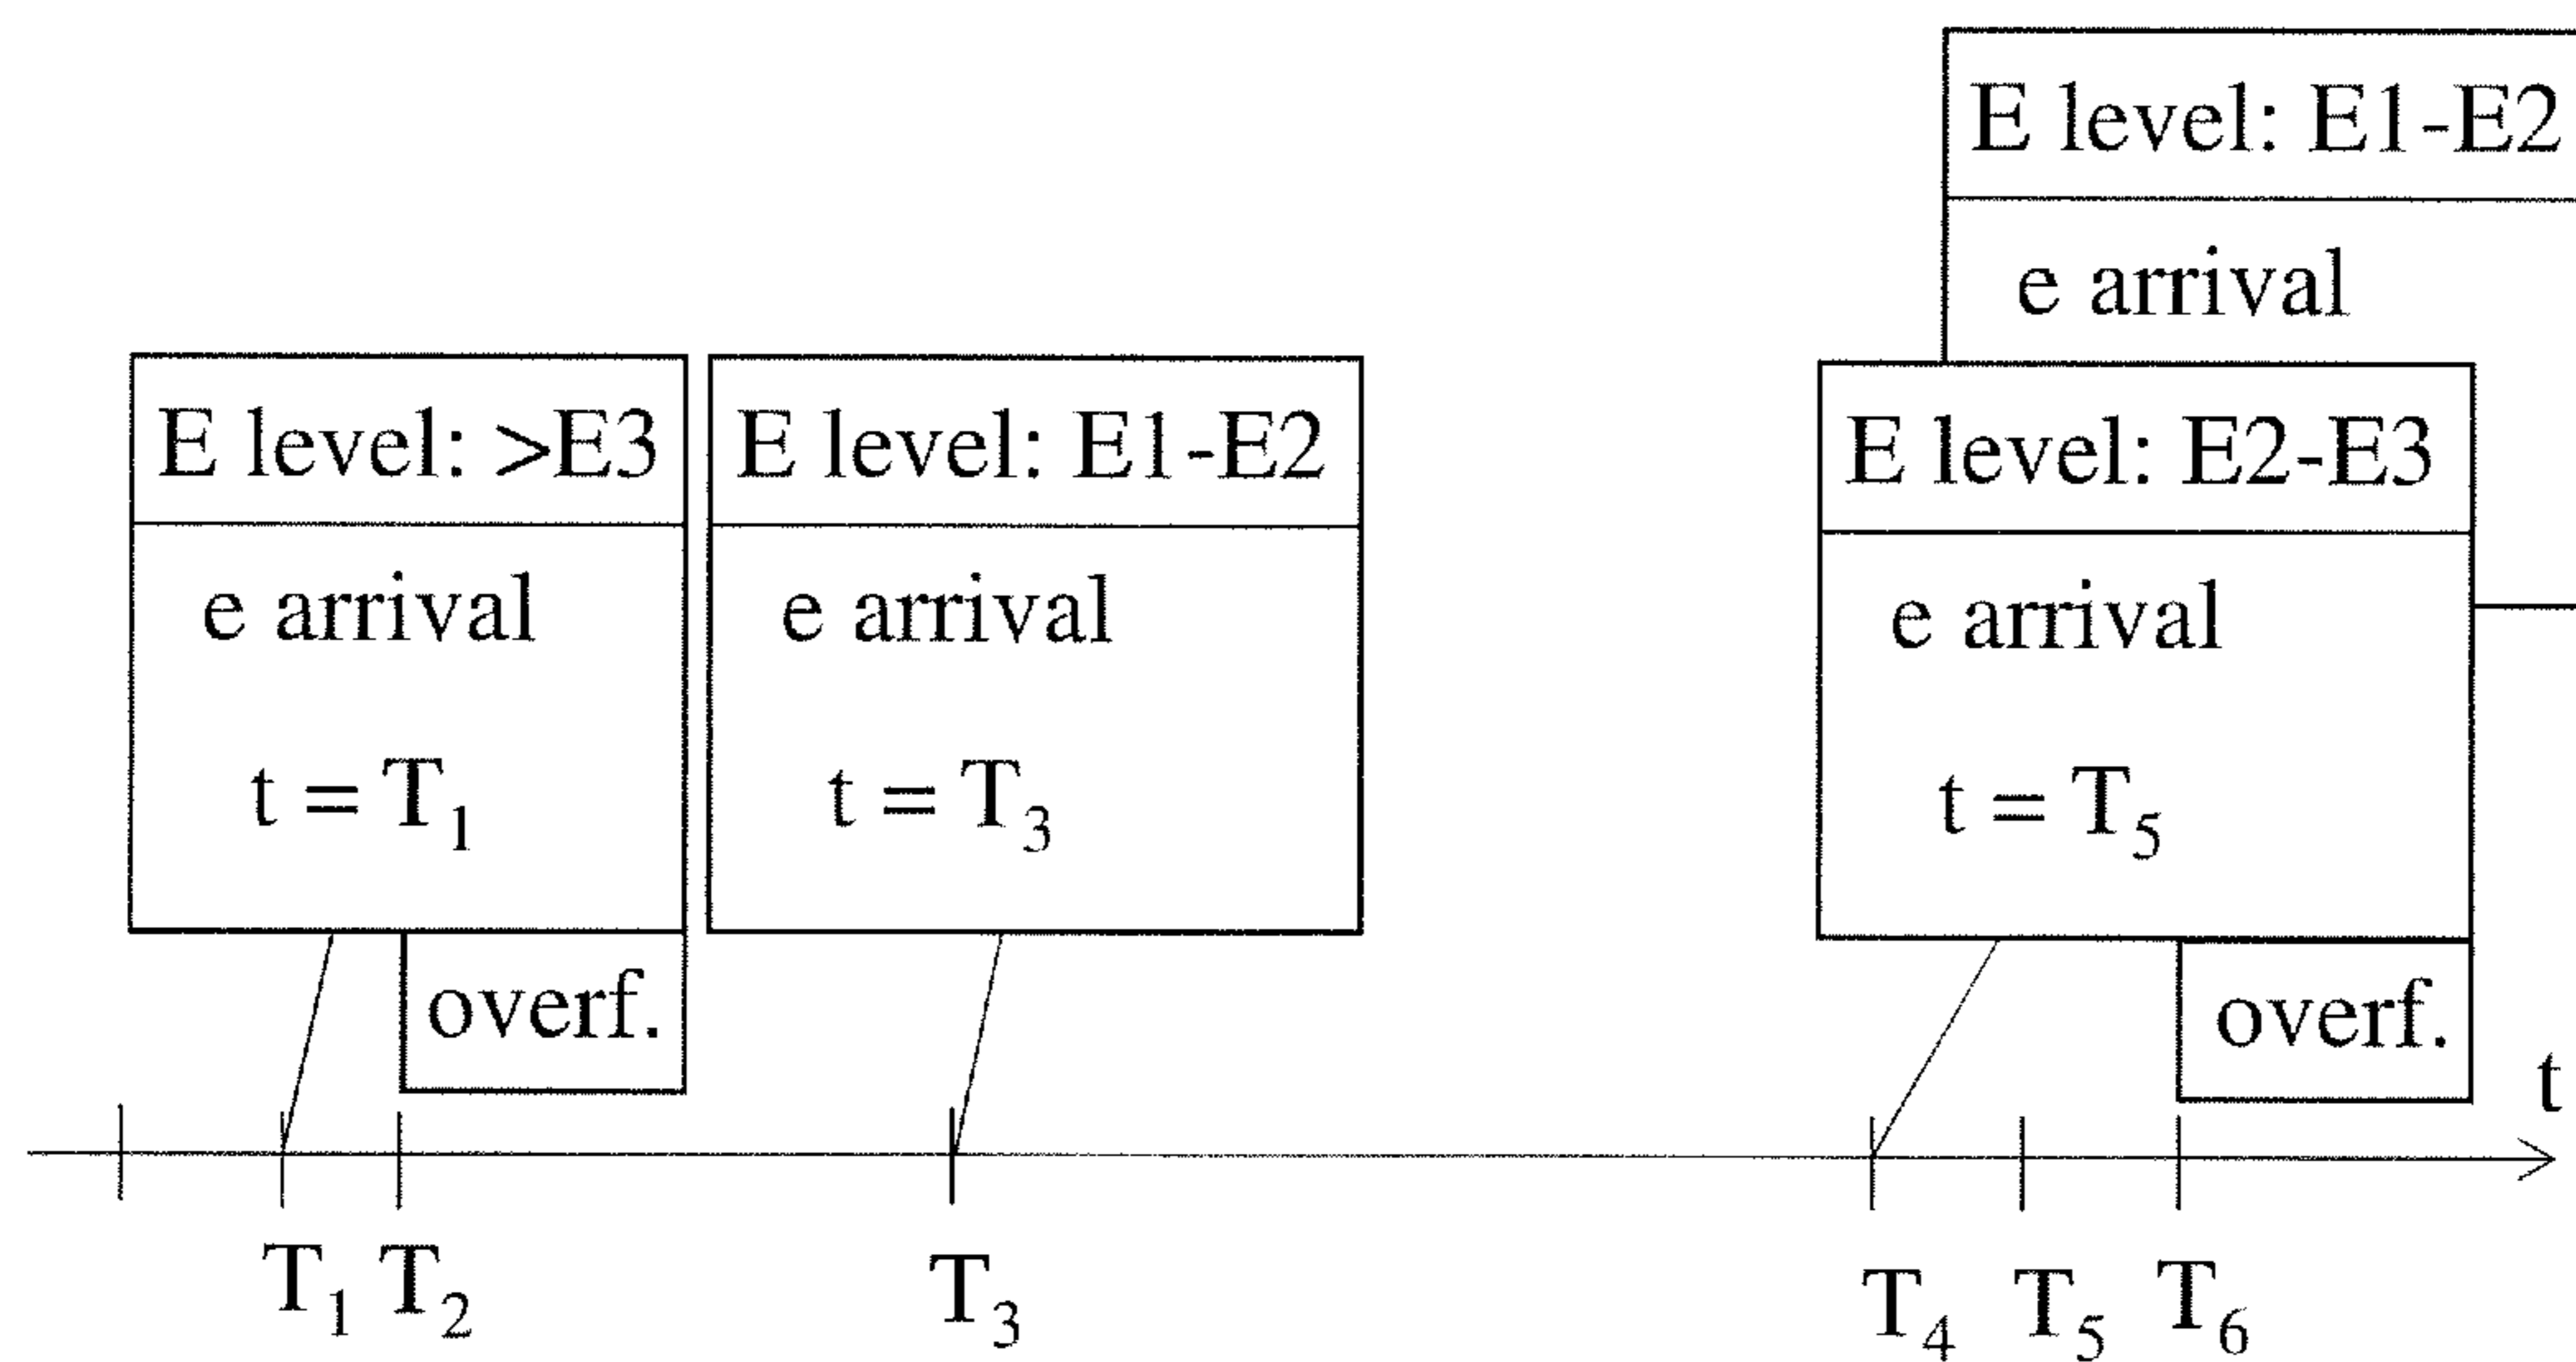 E level: E1-E2
e arrival
E level: >E3
e arrival
t = T₁
overf.
E level: E1-E2
e arrival
t = T₃
E level: E2-E3
e arrival
t = T₅
overf.
t
T₁ T₂ T₃ T₄ T₅ T₆